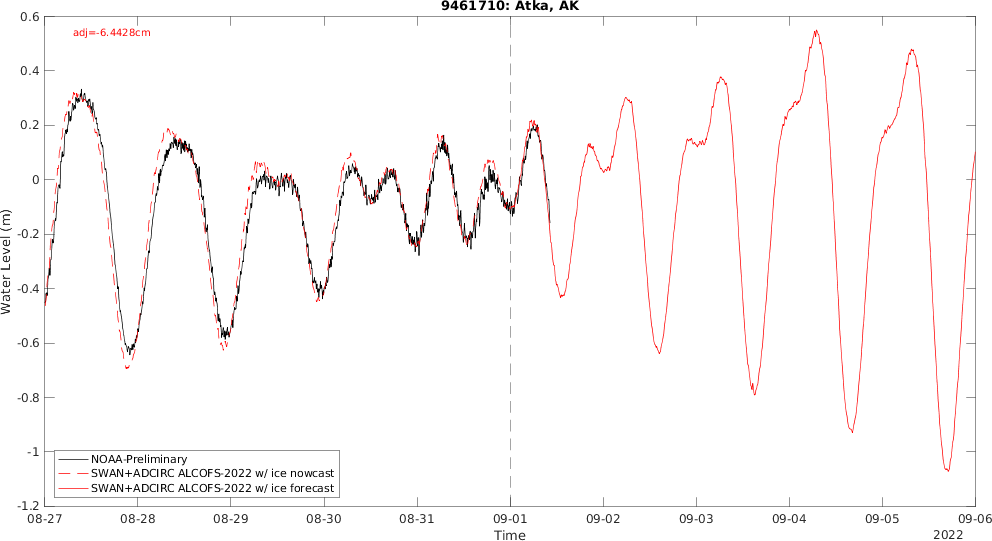 9461710: Atka, AK
adj=-6.4428cm
0.6
0.4
0.2
0
-0.2
-0.4
-0.6
-0.8
-1
-1.2
Water Level (m)
NOAA-Preliminary
SWAN+ADCIRC ALCOFS-2022 w/ ice nowcast
SWAN+ADCIRC ALCOFS-2022 w/ ice forecast
08-27 08-28 08-29 08-30 08-31 09-01 09-02 09-03 09-04 09-05 09-06
Time
2022